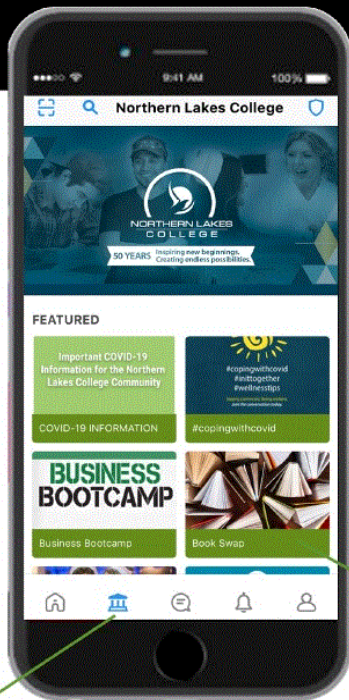 9:41 AM
100%
Northern Lakes College
NORTHERN LAKES
COLLEGE
50 YEARS
Inspiring new beginnings.
Creating endless possibilities.
FEATURED
Important COVID-19
Information for the Northern
Lakes College Community
COVID-19 INFORMATION
#copingwithcovid
#inittogether
#wellnesstips
#copingwithcovid
BUSINESS
BOOTCAMP
Business Bootcamp
Book Swap